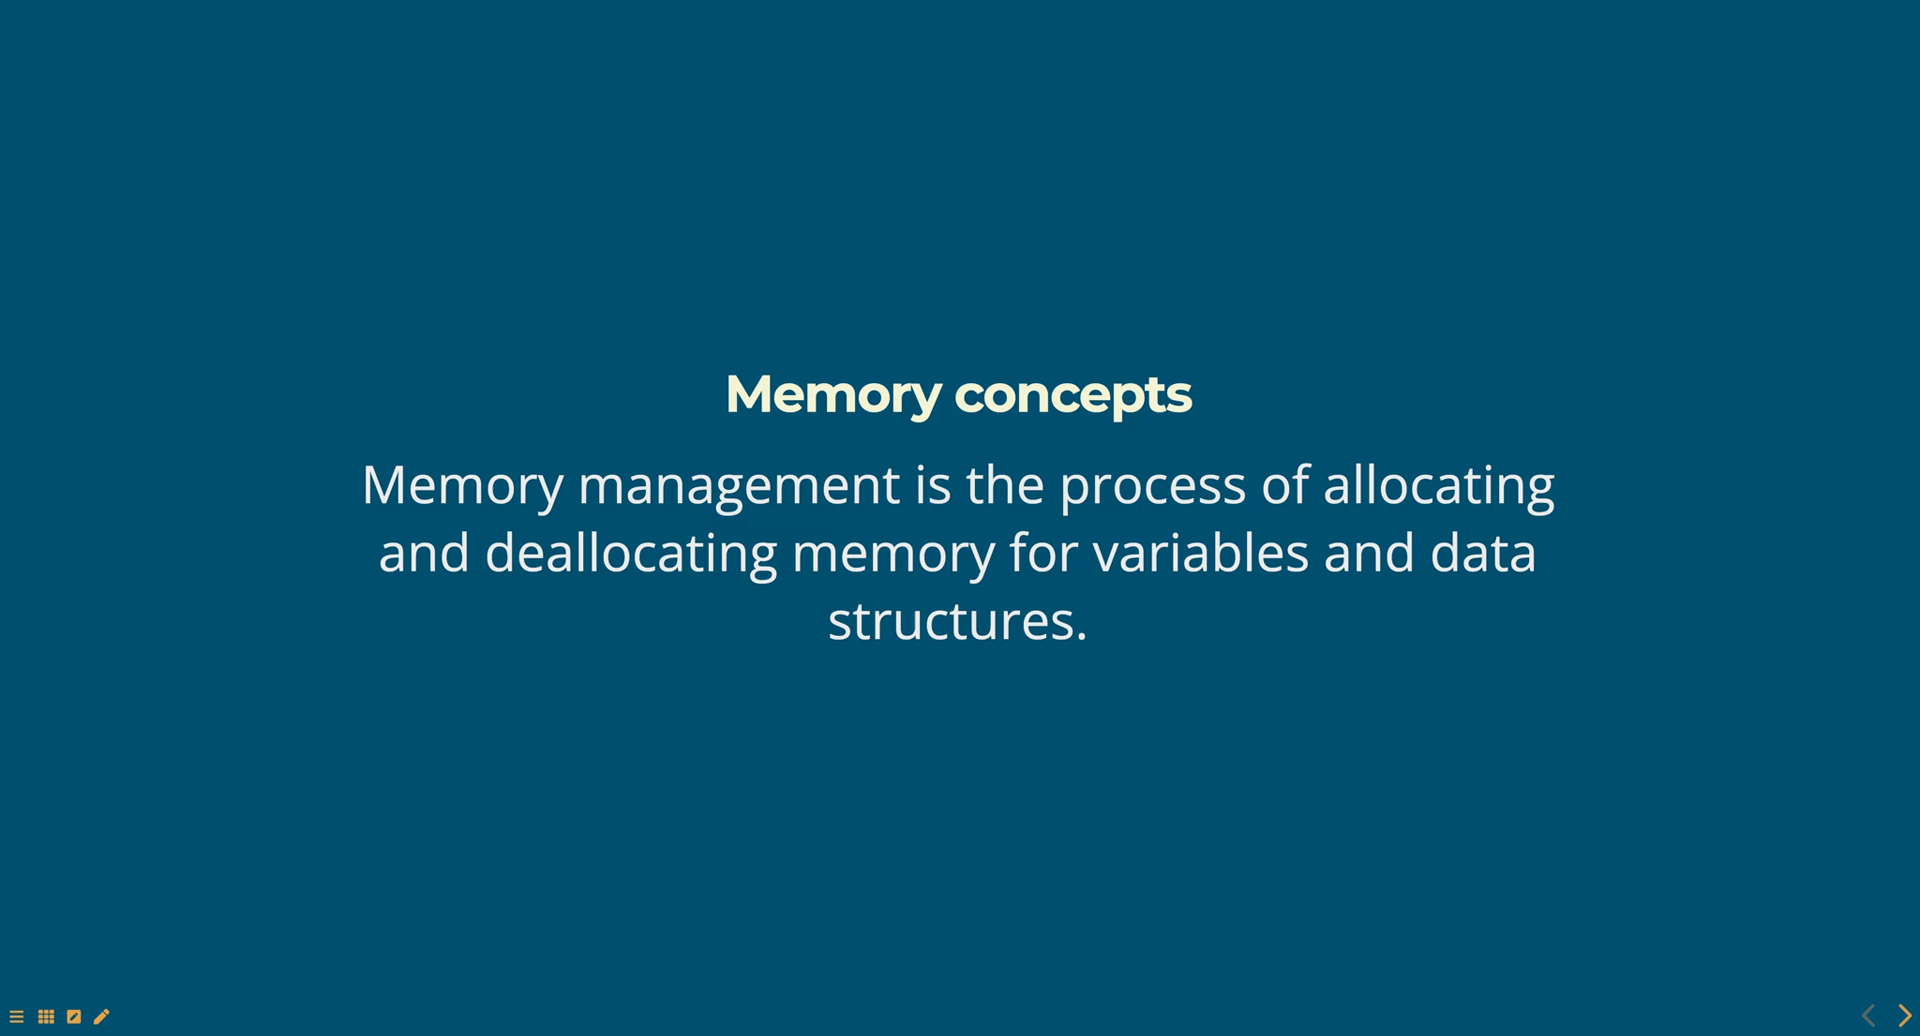 Memory concepts
Memory management is the process of allocating
and deallocating memory for variables and data
structures.